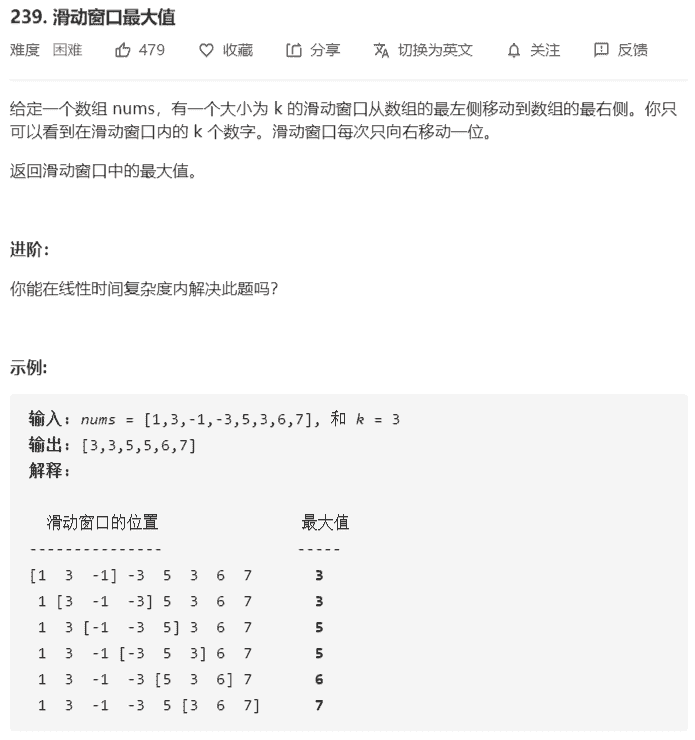 239. 滑动窗口最大值
难度 困难 479 收藏 分享 切换为英文 关注 反馈
给定一个数组 nums，有一个大小为 k 的滑动窗口从数组的最左侧移动到数组的最右侧。你只
可以看到在滑动窗口内的 k 个数字。滑动窗口每次只向右移动一位。
返回滑动窗口中的最大值。
进阶：
你能在线性时间复杂度内解决此题吗？
示例:
输入: nums = [1,3,-1,-3,5,3,6,7], 和 k = 3
输出: [3,3,5,5,6,7]
解释:
滑动窗口的位置 最大值
--------------- -----
[1 3 -1] -3 5 3 6 7 3
1 [3 -1 -3] 5 3 6 7 3
1 3 [-1 -3 5] 3 6 7 5
1 3 -1 [-3 5 3] 6 7 5
1 3 -1 -3 [5 3 6] 7 6
1 3 -1 -3 5 [3 6 7] 7